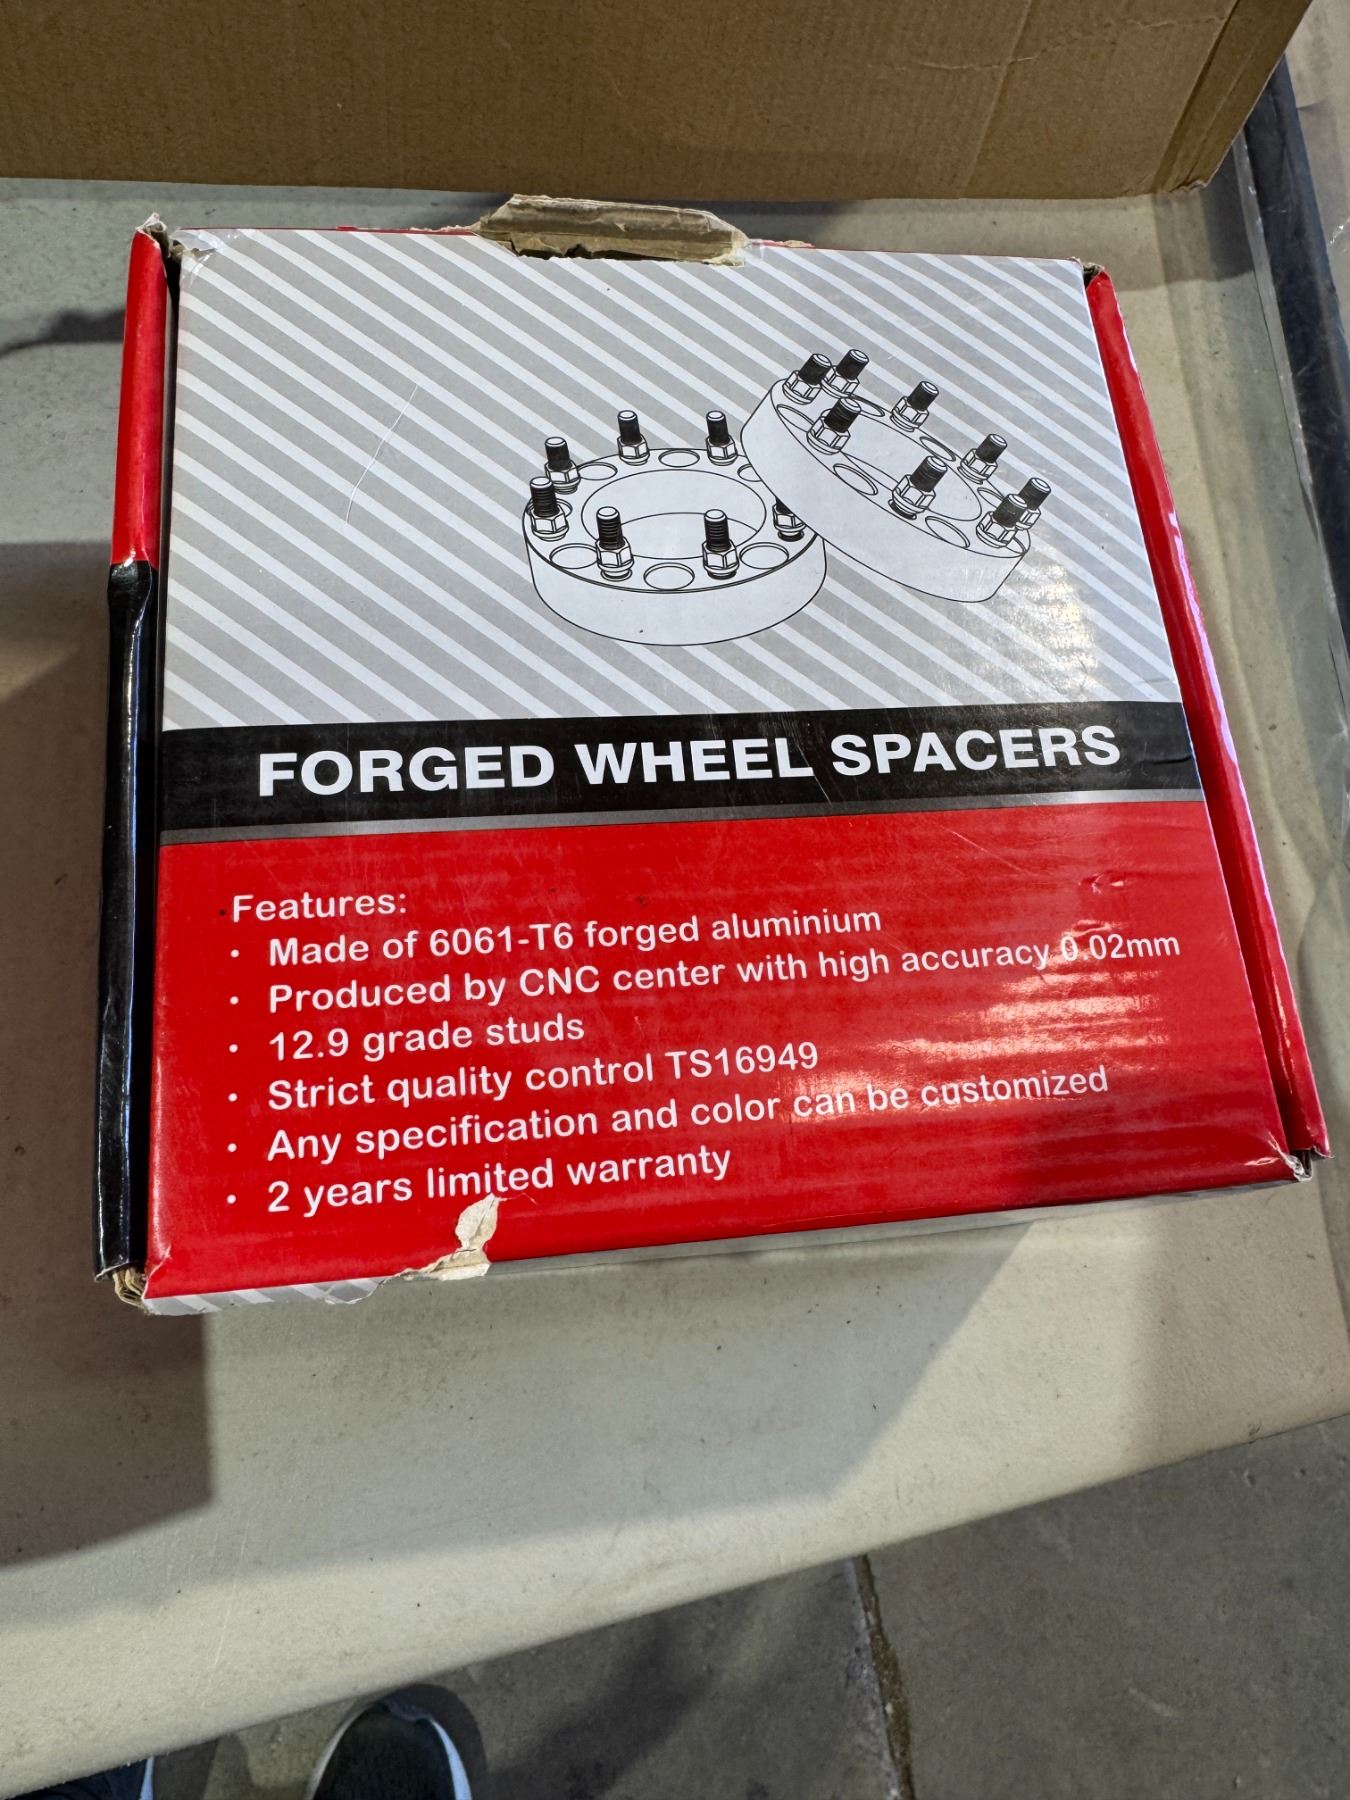 FORGED WHEEL SPACERS
Features:
· Made of 6061-T6 forged aluminium
· Produced by CNC center with high accuracy 0.02mm
· 12.9 grade studs
· Strict quality control TS16949
· Any specification and color can be customized
· 2 years limited warranty